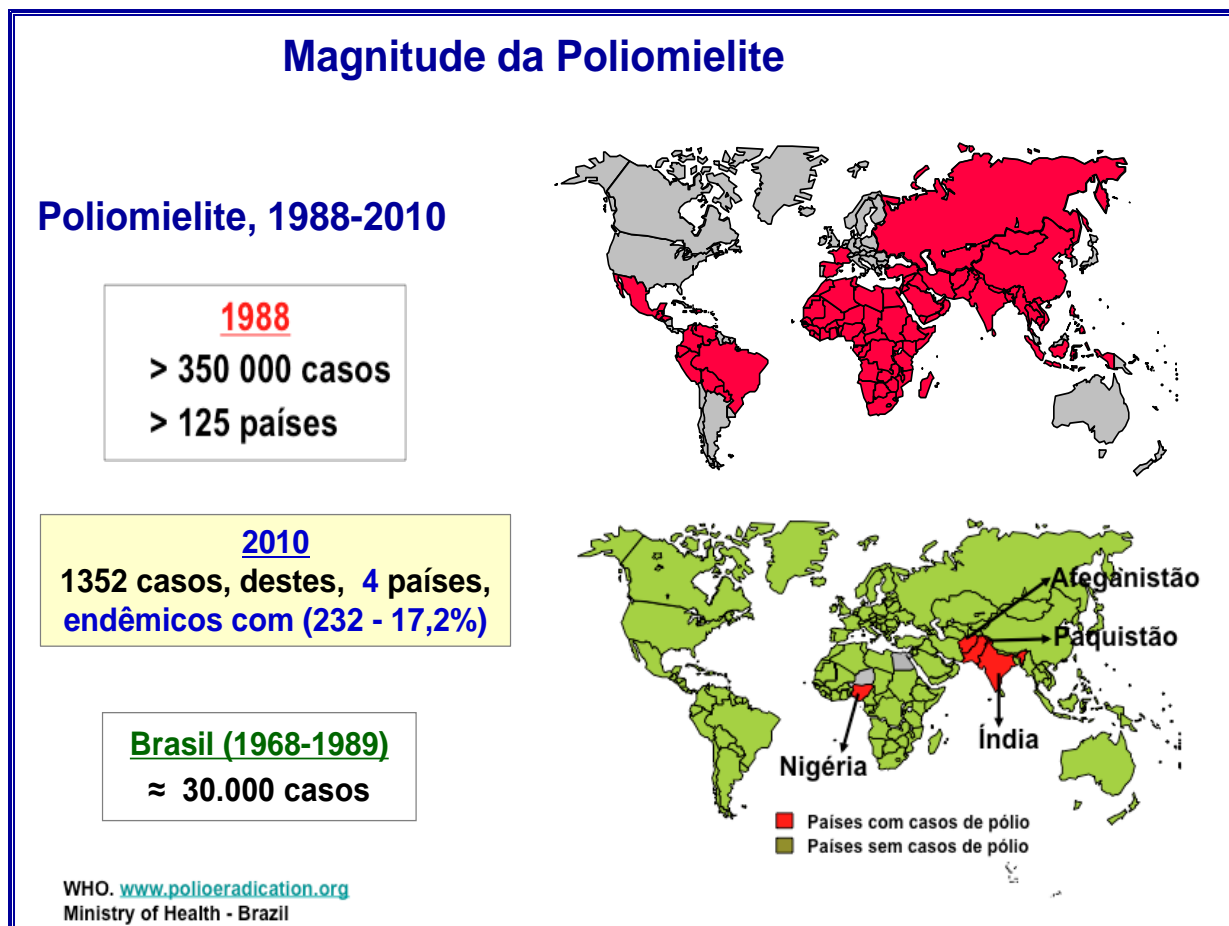 Magnitude da Poliomielite
Poliomielite, 1988-2010
1988
> 350 000 casos
> 125 países
2010
1352 casos, destes, 4 países,
endêmicos com (232 - 17,2%)
Brasil (1968-1989)
≈ 30.000 casos
Afeganistão
Paquistão
Índia
Nigéria
Países com casos de pólio
Países sem casos de pólio
WHO. www.polioeradication.org
Ministry of Health - Brazil